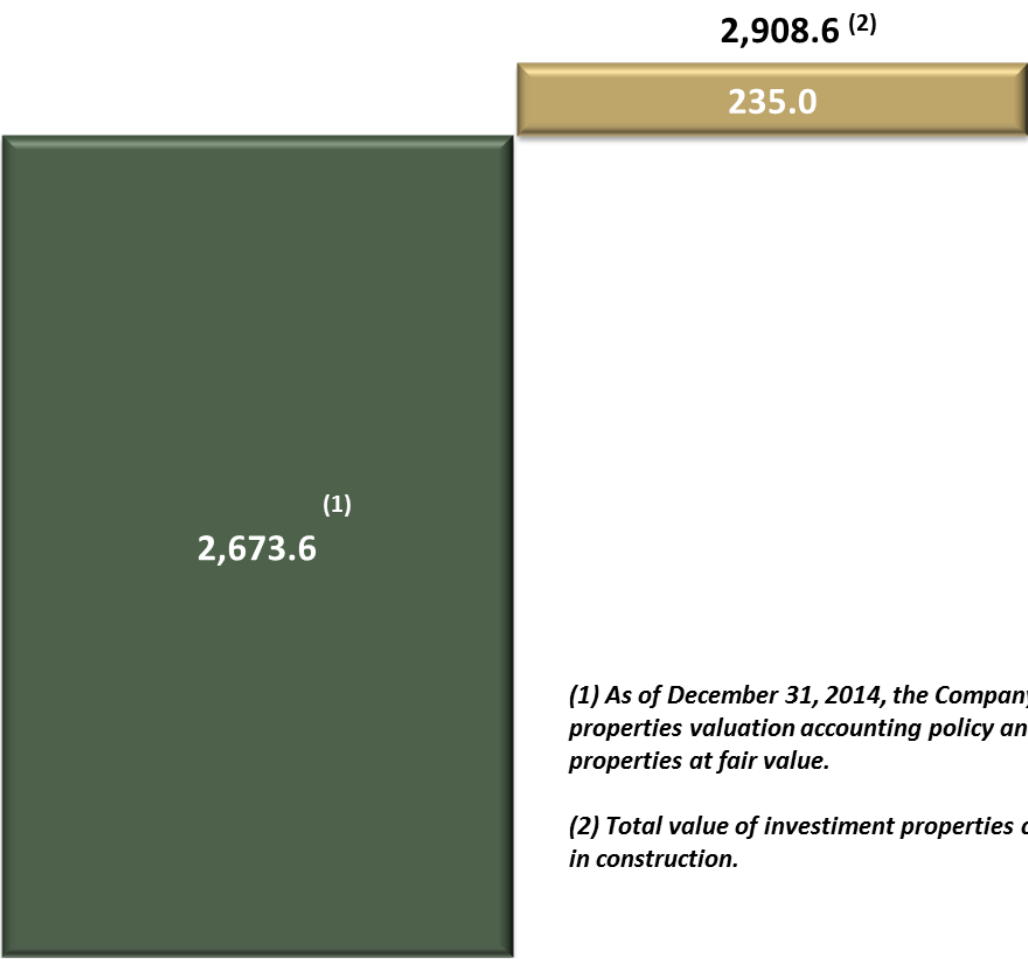 2,908.6 (2)
235.0
(1)
2,673.6
(1) As of December 31, 2014, the Company
properties valuation accounting policy an
properties at fair value.
(2) Total value of investiment properties
in construction.